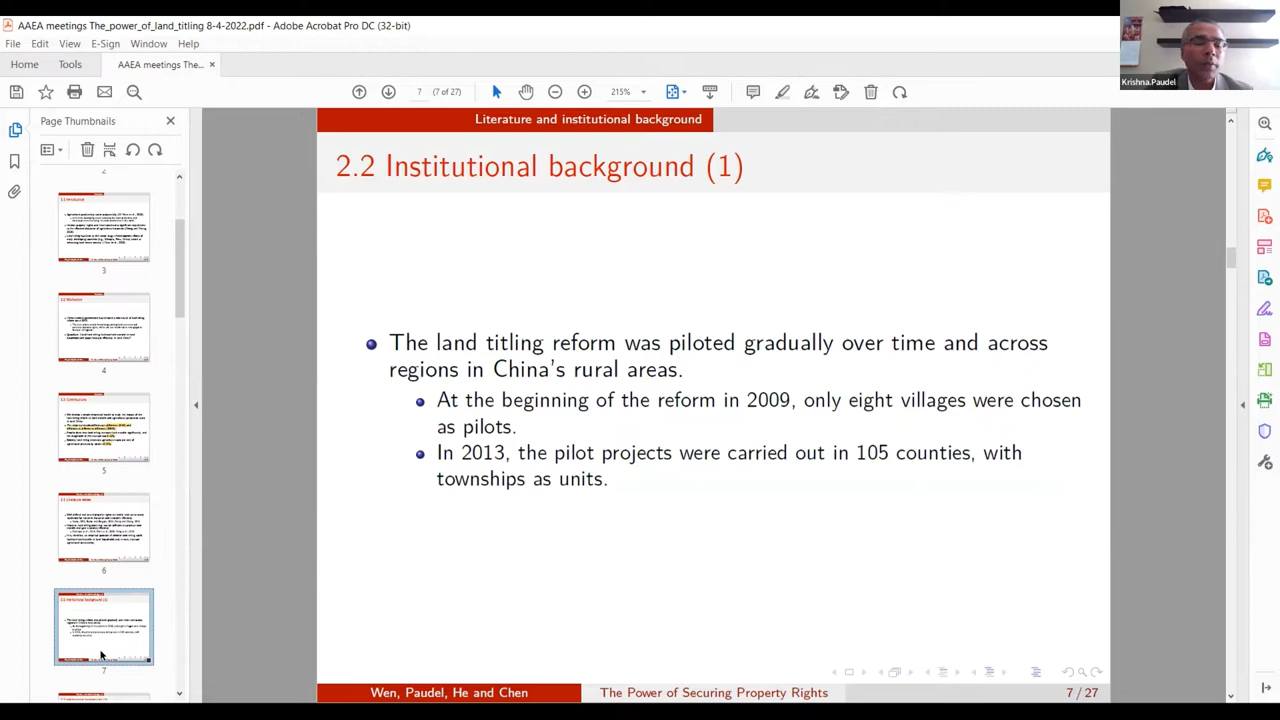 AAEA meetings The_power_of_land_titling 8-4-2022.pdf - Adobe Acrobat Pro DC (32-bit)
File Edit View E-Sign Window Help
Home Tools AAEA meetings The... ×
7 215%
Krishna.Paudel
Page Thumbnails
2
3
4
5
6
7
Literature and institutional background
2.2 Institutional background (1)
The land titling reform was piloted gradually over time and across
regions in China's rural areas.
At the beginning of the reform in 2009, only eight villages were chosen
as pilots.
In 2013, the pilot projects were carried out in 105 counties, with
townships as units.
Wen, Paudel, He and Chen The Power of Securing Property Rights 7 / 27